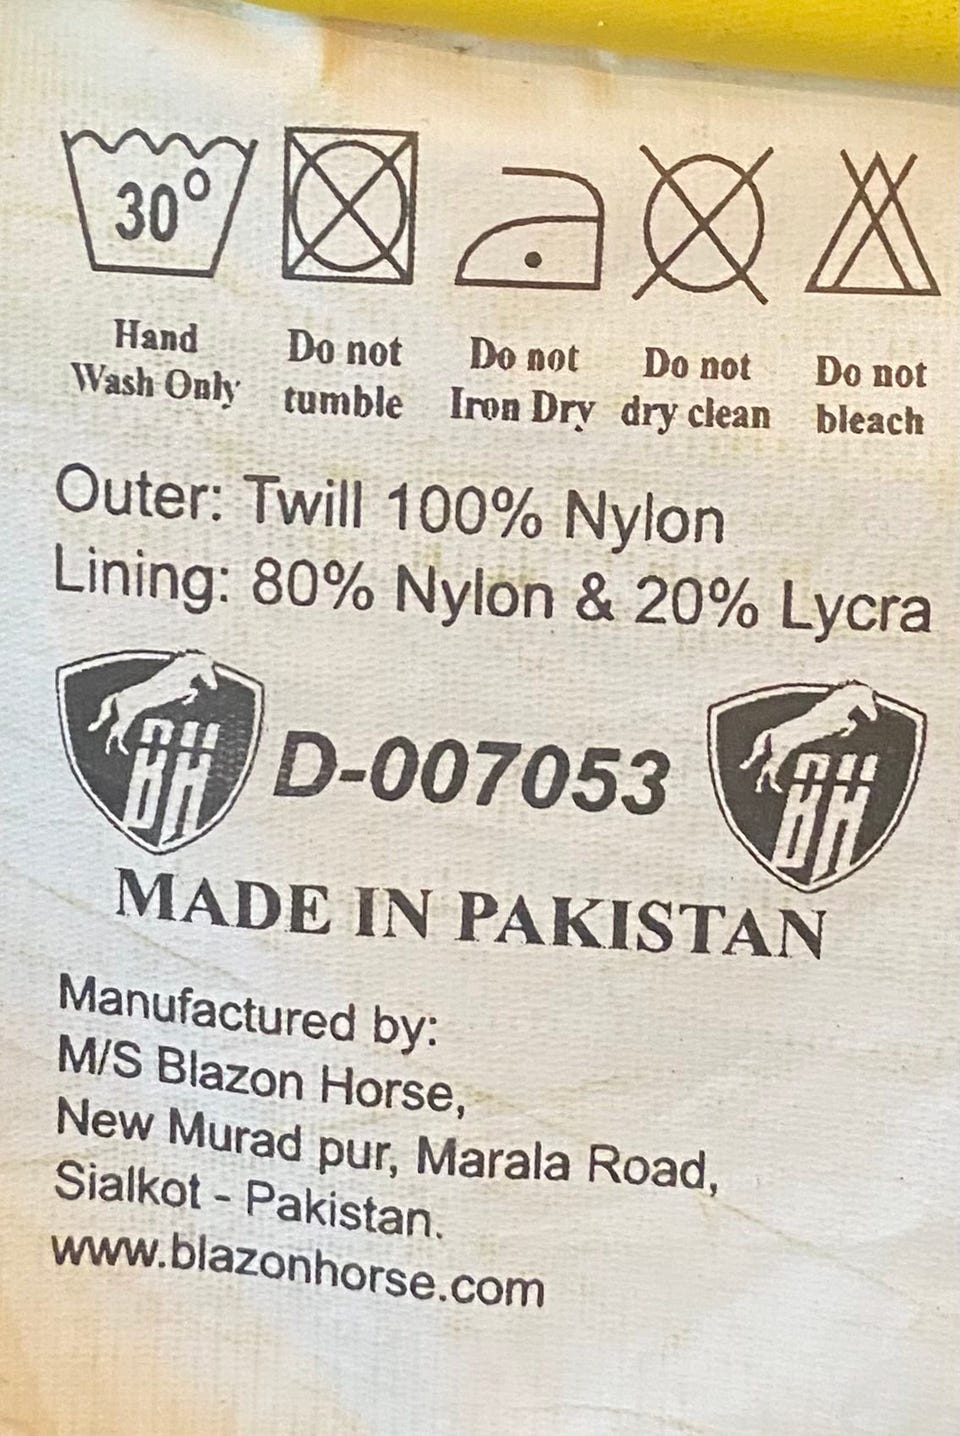 30°
Hand Wash Only
Do not tumble
Do not Iron Dry
Do not dry clean
Do not bleach
Outer: Twill 100% Nylon
Lining: 80% Nylon & 20% Lycra
BH D-007053 BH
MADE IN PAKISTAN
Manufactured by:
M/S Blazon Horse,
New Murad pur, Marala Road,
Sialkot - Pakistan.
www.blazonhorse.com